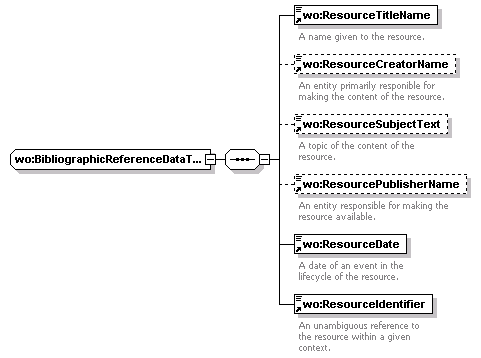 wo:ResourceTitleName
A name given to the resource.
wo:ResourceCreatorName
An entity primarily responible for
making the content of the resource.
wo:ResourceSubjectText
A topic of the content of the
resource.
wo:BibliographicReferenceDataT...
wo:ResourcePublisherName
An entity responsible for making the
resource available.
wo:ResourceDate
A date of an event in the
lifecycle of the resource.
wo:ResourceIdentifier
An unambiguous reference to
the resource within a given
context.